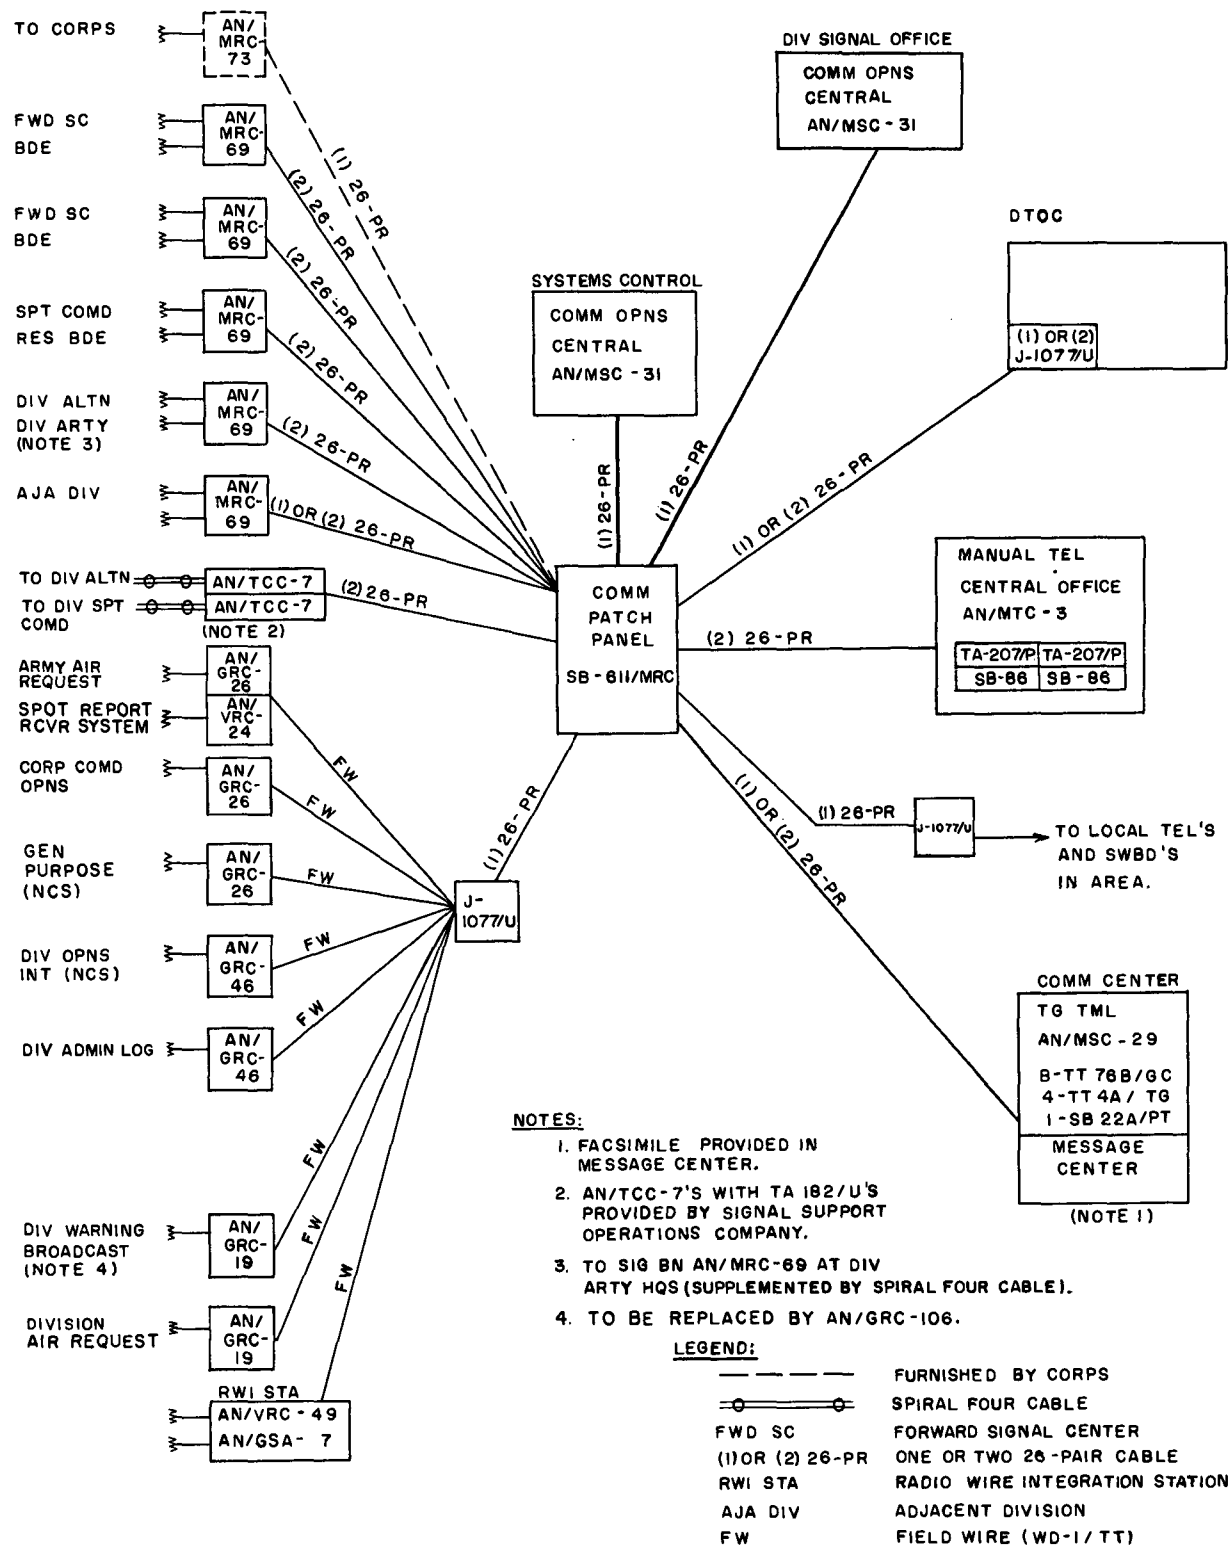 TO CORPS
AN/
MRC-
73
FWD SC
BDE
AN/
MRC-
69
FWD SC
BDE
AN/
MRC-
69
SPT COMD
RES BDE
AN/
MRC-
69
DIV ALTN
DIV ARTY
(NOTE 3)
AN/
MRC-
69
AJA DIV
AN/
MRC-
69
TO DIV ALTN
AN/TCC-7
TO DIV SPT
COMD
AN/TCC-7
(NOTE 2)
ARMY AIR
REQUEST
AN/
GRC-
26
SPOT REPORT
RCVR SYSTEM
AN/
VRC-
24
CORP COMD
OPNS
AN/
GRC-
26
GEN
PURPOSE
(NCS)
AN/
GRC-
26
DIV OPNS
INT (NCS)
AN/
GRC-
46
DIV ADMIN LOG
AN/
GRC-
46
DIV WARNING
BROADCAST
(NOTE 4)
AN/
GRC-
19
DIVISION
AIR REQUEST
AN/
GRC-
19
RWI STA
AN/VRC-49
AN/GSA-7
(1) 26-PR
(2) 26-PR
(2) 26-PR
(2) 26-PR
(2) 26-PR
(1) OR (2) 26-PR
(2) 26-PR
FW
FW
FW
FW
FW
FW
FW
FW
J-
1077/U
(1) 26-PR
COMM
PATCH
PANEL
SB-611/MRC
SYSTEMS CONTROL
COMM OPNS
CENTRAL
AN/MSC-31
(1) 26-PR
DIV SIGNAL OFFICE
COMM OPNS
CENTRAL
AN/MSC-31
(1) 26-PR
DTOC
(1) OR (2)
J-1077/U
(1) OR (2) 26-PR
MANUAL TEL
CENTRAL OFFICE
AN/MTC-3
TA-207/P TA-207/P
SB-86 SB-86
(2) 26-PR
(1) 26-PR
J-1077/U
TO LOCAL TEL'S
AND SWBD'S
IN AREA.
(1) OR (2) 26-PR
COMM CENTER
TG TML
AN/MSC-29
8-TT 76B/GC
4-TT 4A/TG
1-SB 22A/PT
MESSAGE
CENTER
(NOTE 1)
NOTES:
1. FACSIMILE PROVIDED IN
MESSAGE CENTER.
2. AN/TCC-7'S WITH TA 182/U'S
PROVIDED BY SIGNAL SUPPORT
OPERATIONS COMPANY.
3. TO SIG BN AN/MRC-69 AT DIV
ARTY HQS (SUPPLEMENTED BY SPIRAL FOUR CABLE).
4. TO BE REPLACED BY AN/GRC-106.
LEGEND:
FURNISHED BY CORPS
SPIRAL FOUR CABLE
FWD SC FORWARD SIGNAL CENTER
(1) OR (2) 26-PR ONE OR TWO 26-PAIR CABLE
RWI STA RADIO WIRE INTEGRATION STATION
AJA DIV ADJACENT DIVISION
FW FIELD WIRE (WD-1/TT)